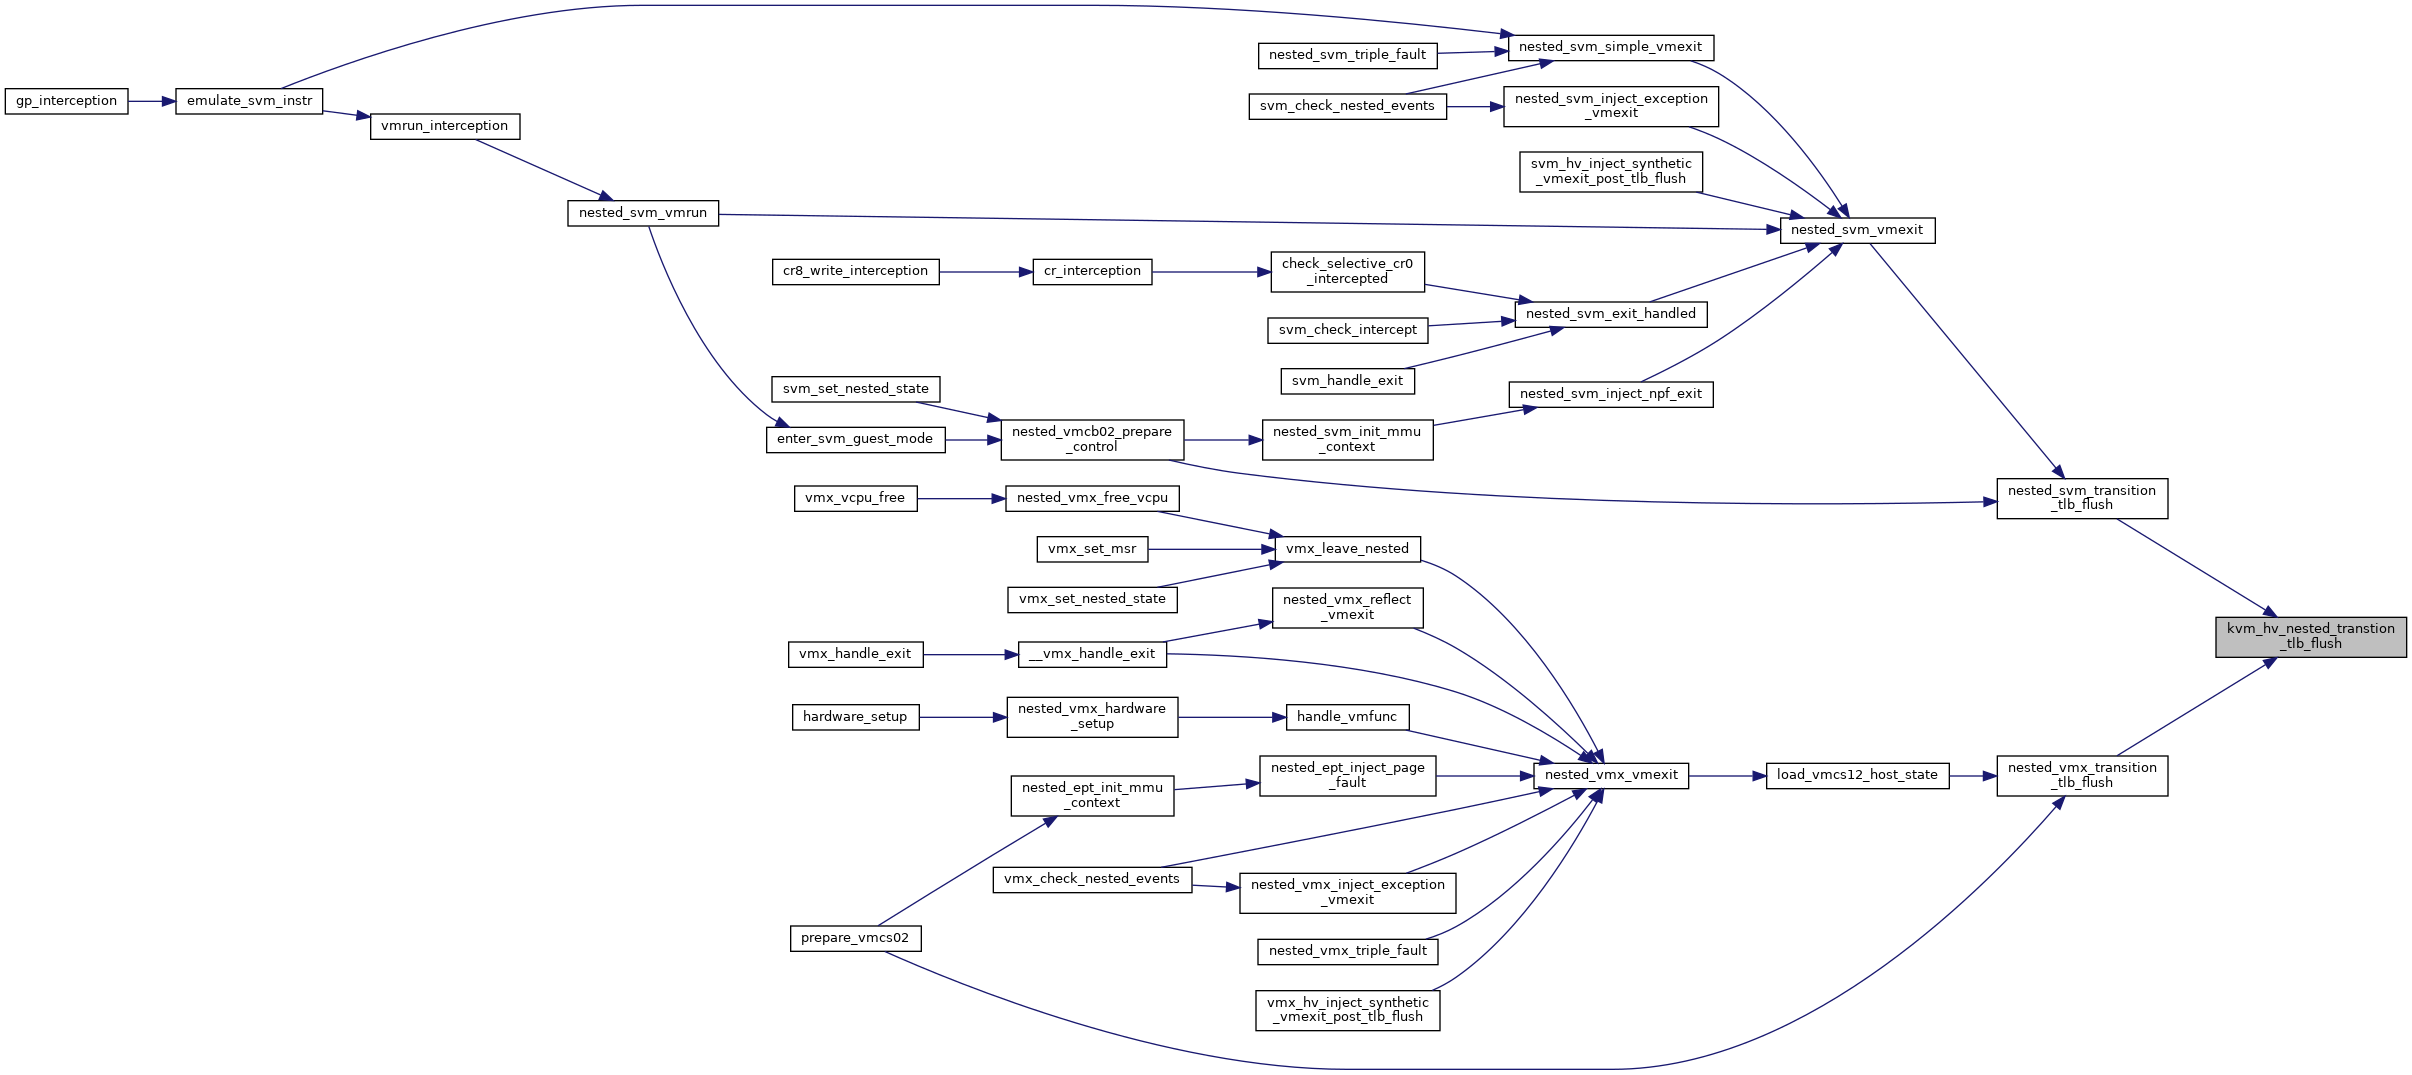 nested_svm_simple_vmexit
nested_svm_triple_fault
gp_interception
emulate_svm_instr
svm_check_nested_events
nested_svm_inject_exception
_vmexit
vmrun_interception
svm_hv_inject_synthetic
_vmexit_post_tlb_flush
nested_svm_vmrun
nested_svm_vmexit
cr8_write_interception
cr_interception
check_selective_cr0
_intercepted
nested_svm_exit_handled
svm_check_intercept
svm_handle_exit
svm_set_nested_state
nested_svm_inject_npf_exit
enter_svm_guest_mode
nested_vmcb02_prepare
_control
nested_svm_init_mmu
_context
vmx_vcpu_free
nested_vmx_free_vcpu
nested_svm_transition
_tlb_flush
vmx_set_msr
vmx_leave_nested
vmx_set_nested_state
nested_vmx_reflect
_vmexit
kvm_hv_nested_transtion
_tlb_flush
vmx_handle_exit
__vmx_handle_exit
hardware_setup
nested_vmx_hardware
_setup
handle_vmfunc
nested_ept_inject_page
_fault
nested_vmx_vmexit
load_vmcs12_host_state
nested_vmx_transition
_tlb_flush
nested_ept_init_mmu
_context
vmx_check_nested_events
nested_vmx_inject_exception
_vmexit
prepare_vmcs02
nested_vmx_triple_fault
vmx_hv_inject_synthetic
_vmexit_post_tlb_flush